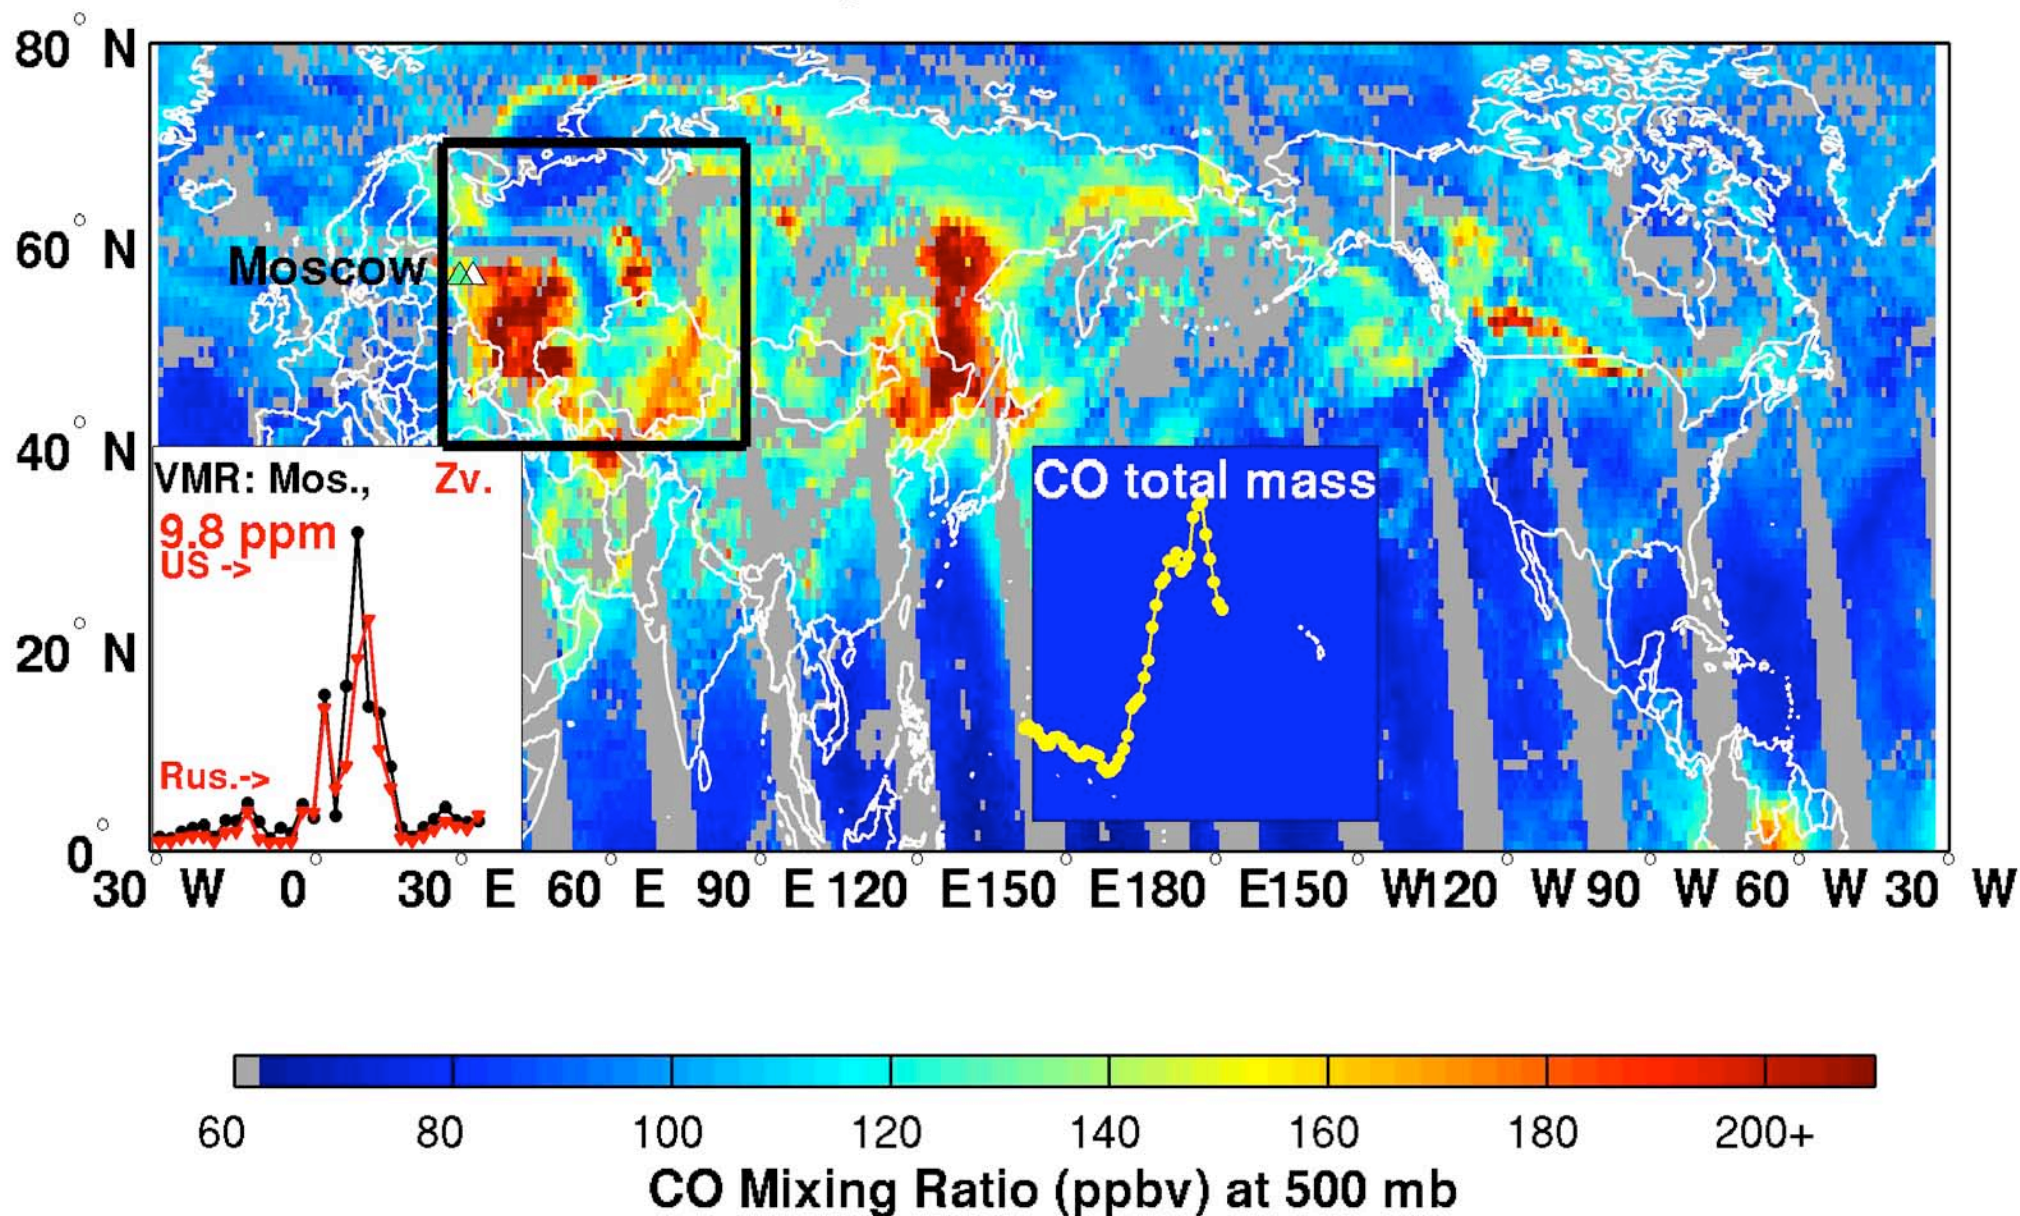 80° N
60° N
Moscow
40° N
VMR: Mos., Zv.
9.8 ppm
US ->
CO total mass
20° N
Rus.->
0°
30° W 0° 30° E 60° E 90° E 120° E 150° E 180° E 150° W 120° W 90° W 60° W 30° W
60 80 100 120 140 160 180 200+
CO Mixing Ratio (ppbv) at 500 mb